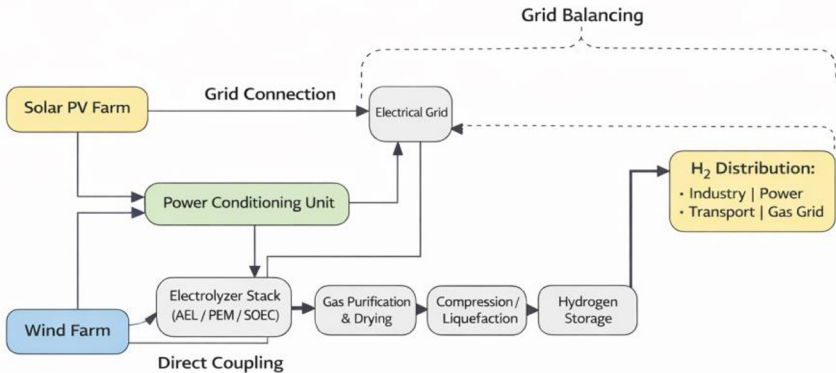 Grid Balancing
Solar PV Farm
Grid Connection
Electrical Grid
H₂ Distribution:
· Industry | Power
· Transport | Gas Grid
Power Conditioning Unit
Electrolyzer Stack
(AEL / PEM / SOEC)
Gas Purification
& Drying
Compression /
Liquefaction
Hydrogen
Storage
Wind Farm
Direct Coupling